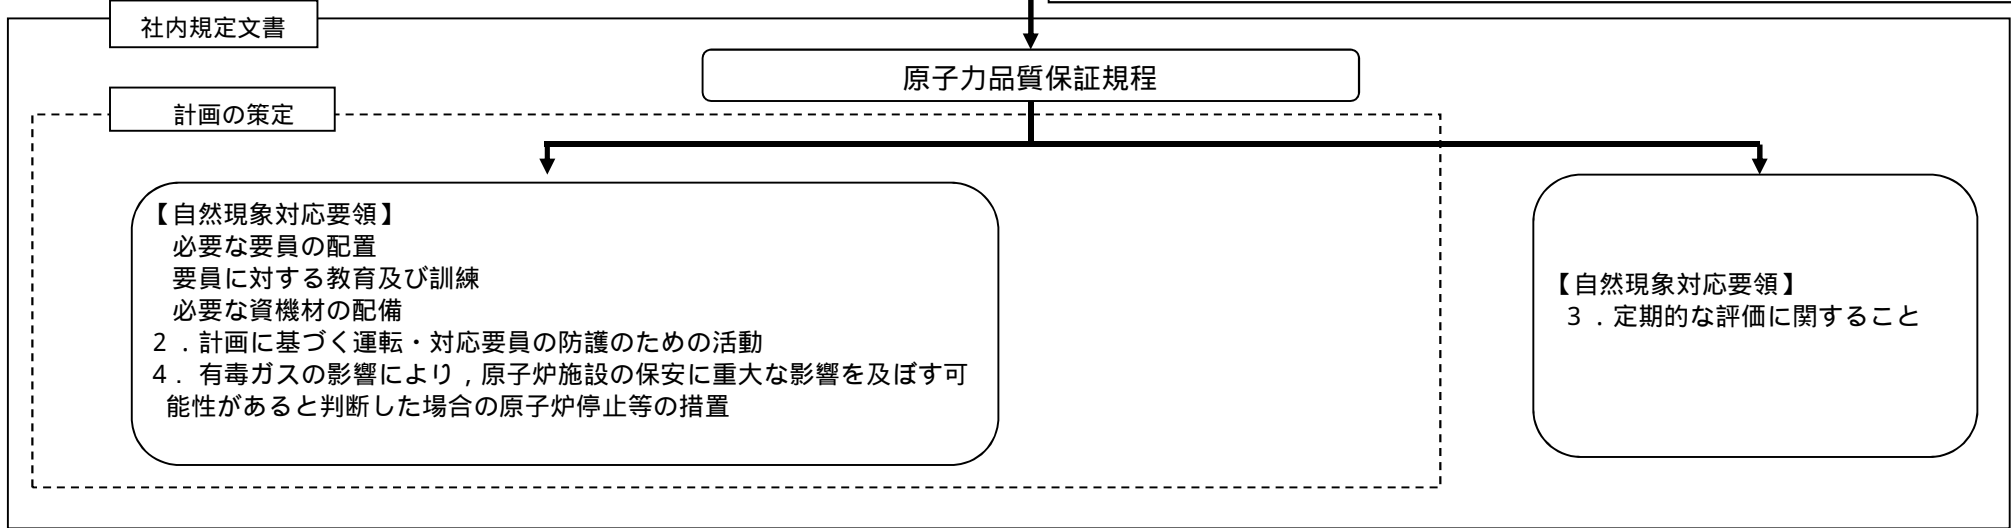 社内規定文書
原子力品質保証規程
計画の策定
【自然現象対応要領】
必要な要員の配置
要員に対する教育及び訓練
必要な資機材の配備
2．計画に基づく運転・対応要員の防護のための活動
4．有毒ガスの影響により，原子炉施設の保安に重大な影響を及ぼす可
能性があると判断した場合の原子炉停止等の措置
【自然現象対応要領】
3．定期的な評価に関すること